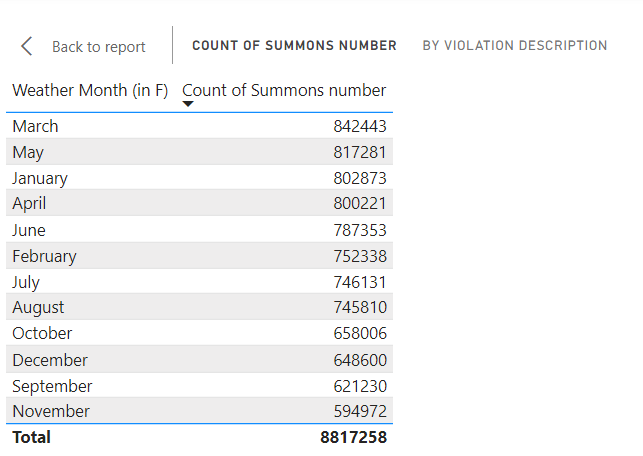 Back to report COUNT OF SUMMONS NUMBER BY VIOLATION DESCRIPTION
Weather Month (in F) Count of Summons number
March 842443
May 817281
January 802873
April 800221
June 787353
February 752338
July 746131
August 745810
October 658006
December 648600
September 621230
November 594972
Total 8817258